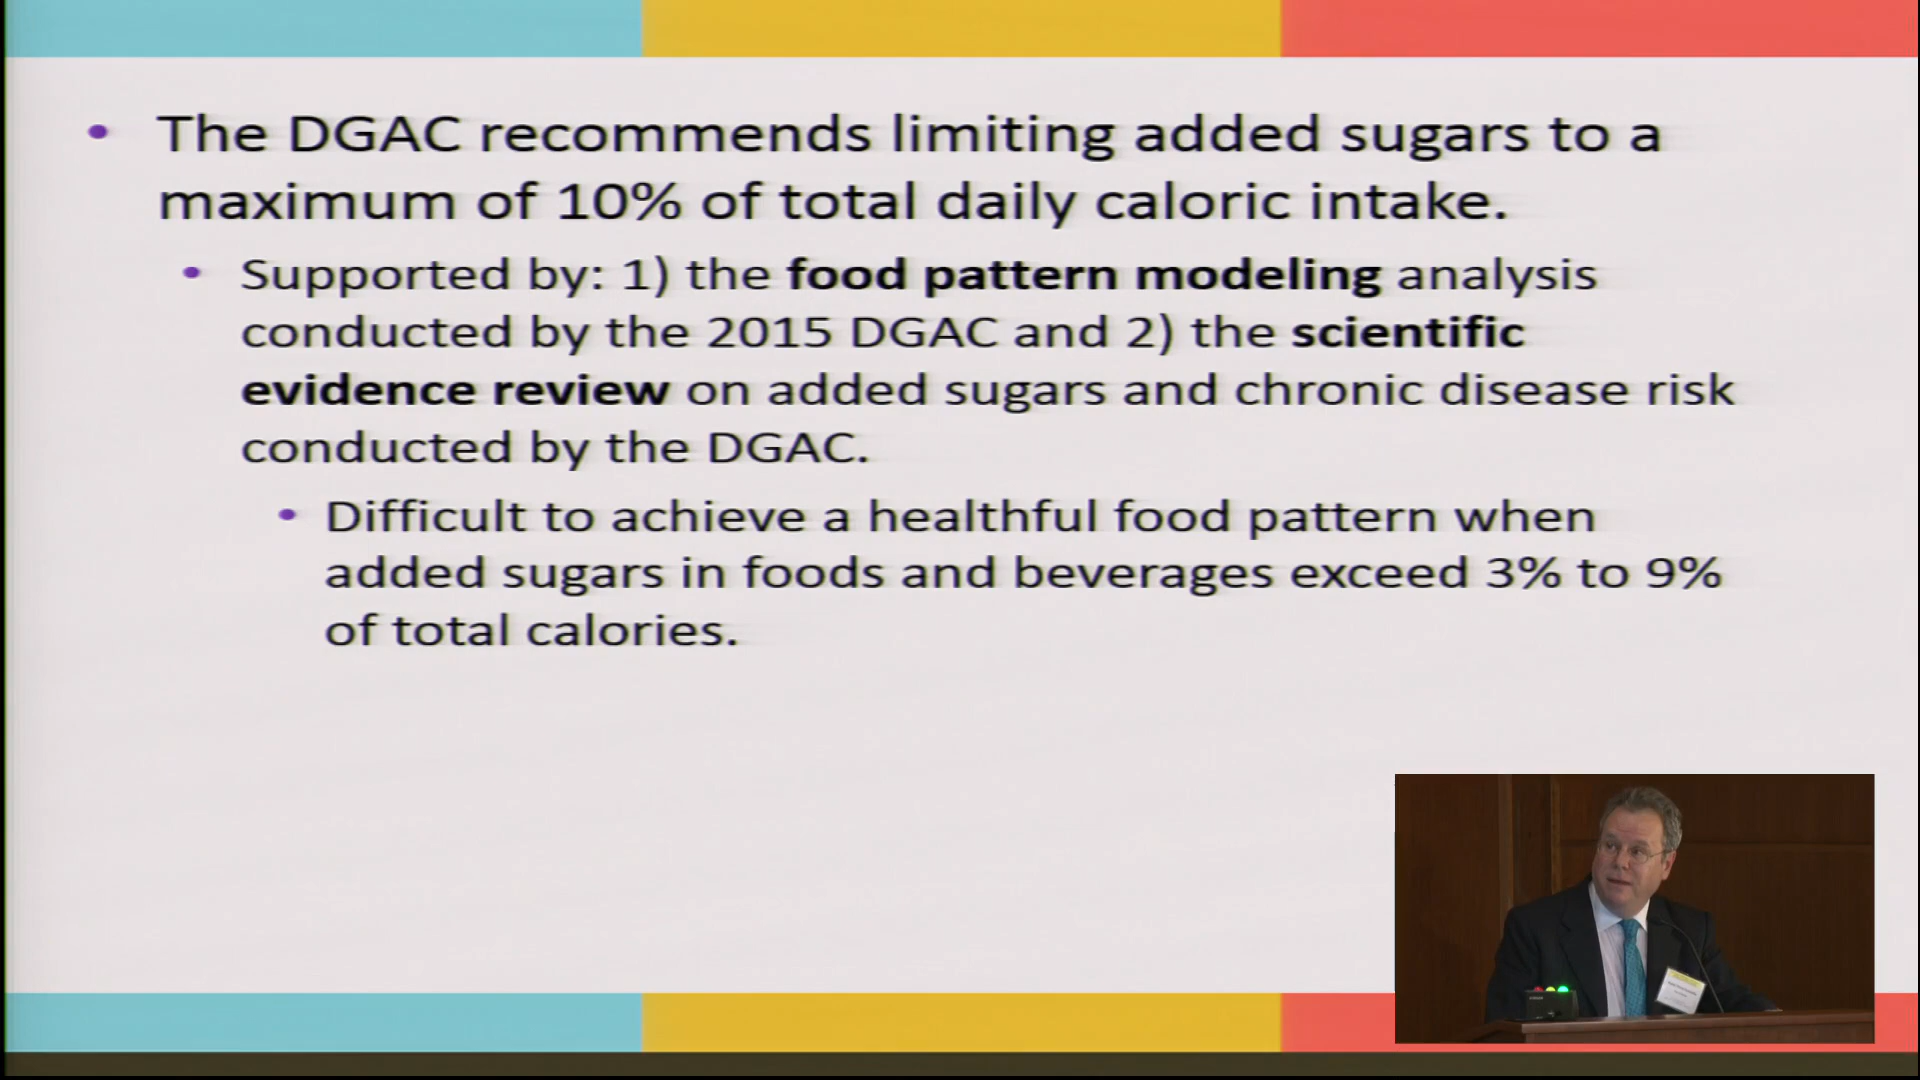 • The DGAC recommends limiting added sugars to a
maximum of 10% of total daily caloric intake.
• Supported by: 1) the food pattern modeling analysis
conducted by the 2015 DGAC and 2) the scientific
evidence review on added sugars and chronic disease risk
conducted by the DGAC.
• Difficult to achieve a healthful food pattern when
added sugars in foods and beverages exceed 3% to 9%
of total calories.